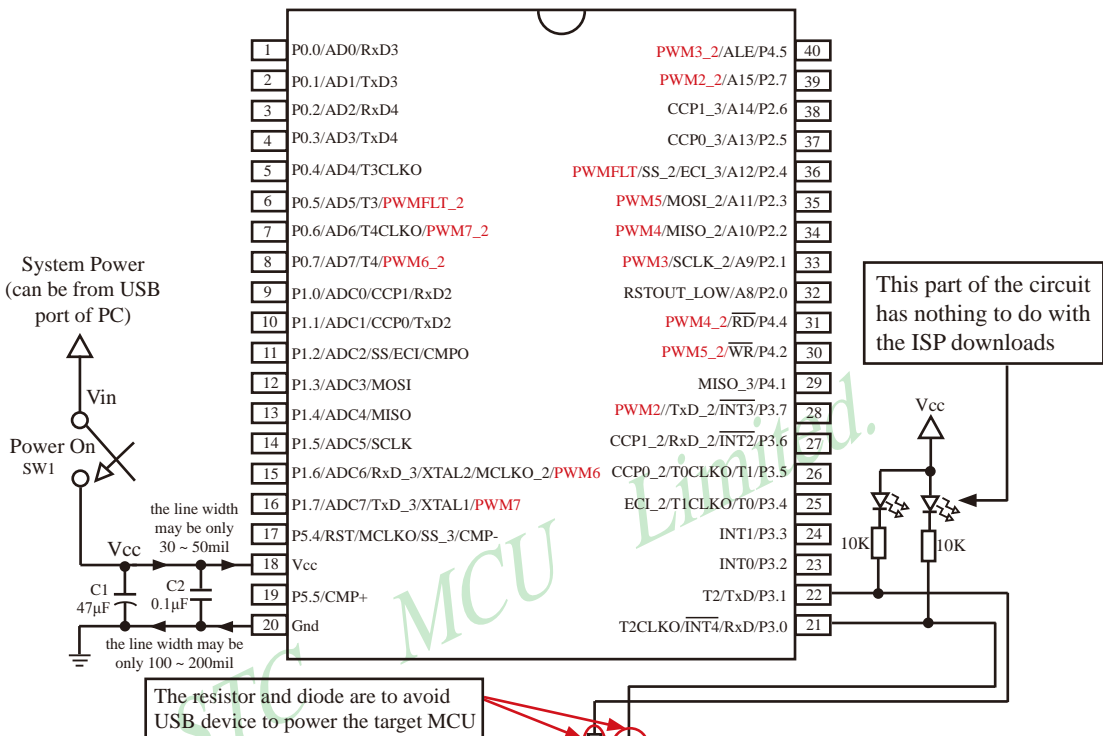 1 P0.0/AD0/RxD3
2 P0.1/AD1/TxD3
3 P0.2/AD2/RxD4
4 P0.3/AD3/TxD4
5 P0.4/AD4/T3CLKO
6 P0.5/AD5/T3/PWMFLT_2
7 P0.6/AD6/T4CLKO/PWM7_2
8 P0.7/AD7/T4/PWM6_2
9 P1.0/ADC0/CCP1/RxD2
10 P1.1/ADC1/CCP0/TxD2
11 P1.2/ADC2/SS/ECI/CMPO
12 P1.3/ADC3/MOSI
13 P1.4/ADC4/MISO
14 P1.5/ADC5/SCLK
15 P1.6/ADC6/RxD_3/XTAL2/MCLKO_2/PWM6
16 P1.7/ADC7/TxD_3/XTAL1/PWM7
17 P5.4/RST/MCLKO/SS_3/CMP-
18 Vcc
19 P5.5/CMP+
20 Gnd
PWM3_2/ALE/P4.5 40
PWM2_2/A15/P2.7 39
CCP1_3/A14/P2.6 38
CCP0_3/A13/P2.5 37
PWMFLT/SS_2/ECI_3/A12/P2.4 36
PWM5/MOSI_2/A11/P2.3 35
PWM4/MISO_2/A10/P2.2 34
PWM3/SCLK_2/A9/P2.1 33
RSTOUT_LOW/A8/P2.0 32
PWM4_2/RD/P4.4 31
PWM5_2/WR/P4.2 30
MISO_3/P4.1 29
PWM2//TxD_2/INT3/P3.7 28
CCP1_2/RxD_2/INT2/P3.6 27
CCP0_2/T0CLKO/T1/P3.5 26
ECI_2/T1CLKO/T0/P3.4 25
INT1/P3.3 24
INT0/P3.2 23
T2/TxD/P3.1 22
T2CLKO/INT4/RxD/P3.0 21
System Power
(can be from USB
port of PC)
Vin
Power On
SW1
the line width
may be only
30 ~ 50mil
Vcc
C1
47μF
C2
0.1μF
the line width may be
only 100 ~ 200mil
This part of the circuit
has nothing to do with
the ISP downloads
Vcc
10K
10K
The resistor and diode are to avoid
USB device to power the target MCU
STC MCU Limited.